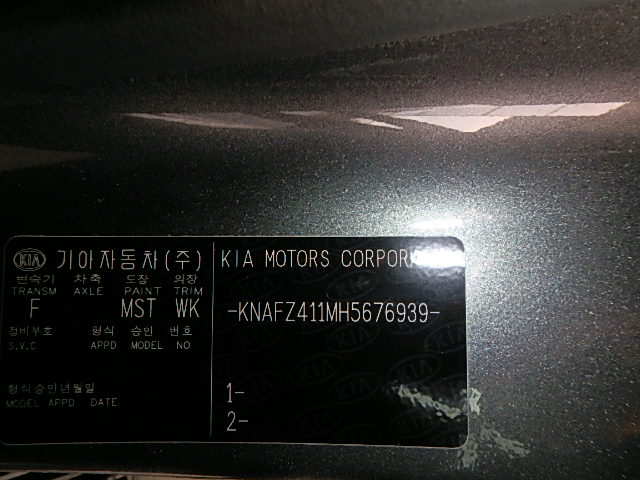 KIA 기아자동차(주)
변속기 차축 도장 의장
TRANSM AXLE PAINT TRIM
F MST WK
정비부호 형식 승인 번호
S.V.C APPD MODEL NO
형식승인년월일
MODEL APPD DATE
KIA MOTORS
-KNAFZ411MH5676939-
1-
2-